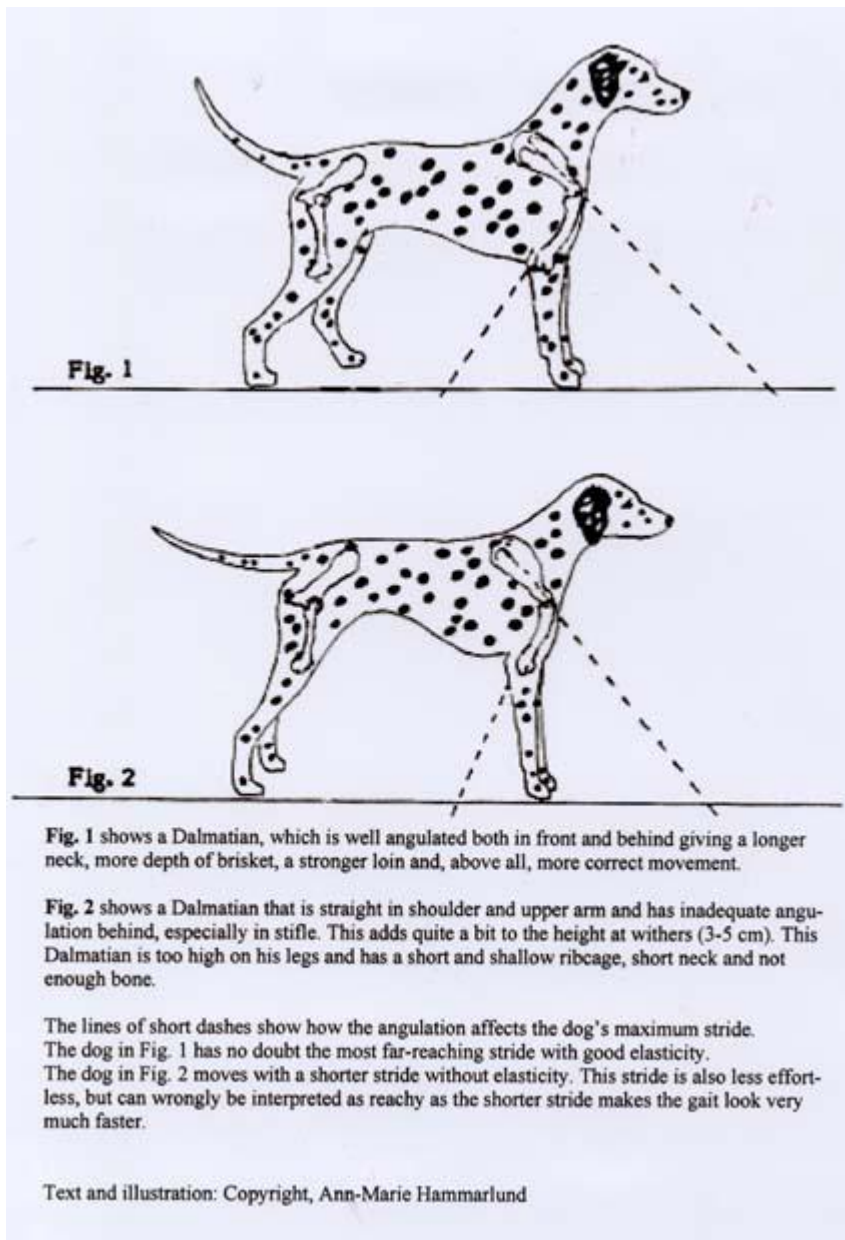 Fig. 1
Fig. 2
Fig. 1 shows a Dalmatian, which is well angulated both in front and behind giving a longer
neck, more depth of brisket, a stronger loin and, above all, more correct movement.
Fig. 2 shows a Dalmatian that is straight in shoulder and upper arm and has inadequate angu-
lation behind, especially in stifle. This adds quite a bit to the height at withers (3-5 cm). This
Dalmatian is too high on his legs and has a short and shallow ribcage, short neck and not
enough bone.
The lines of short dashes show how the angulation affects the dog's maximum stride.
The dog in Fig. 1 has no doubt the most far-reaching stride with good elasticity.
The dog in Fig. 2 moves with a shorter stride without elasticity. This stride is also less effort-
less, but can wrongly be interpreted as reachy as the shorter stride makes the gait look very
much faster.
Text and illustration: Copyright, Ann-Marie Hammarlund